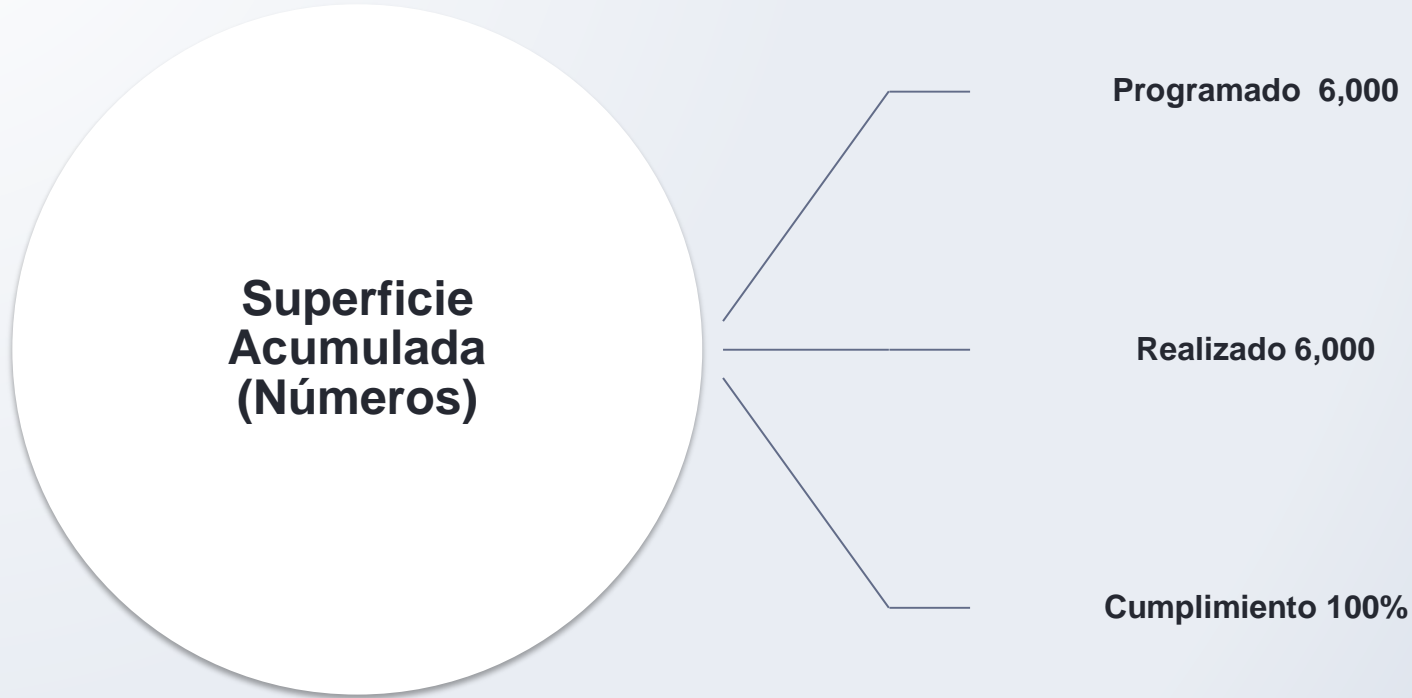 Superficie
Acumulada
(Números)
Programado  6,000
Realizado 6,000
Cumplimiento 100%